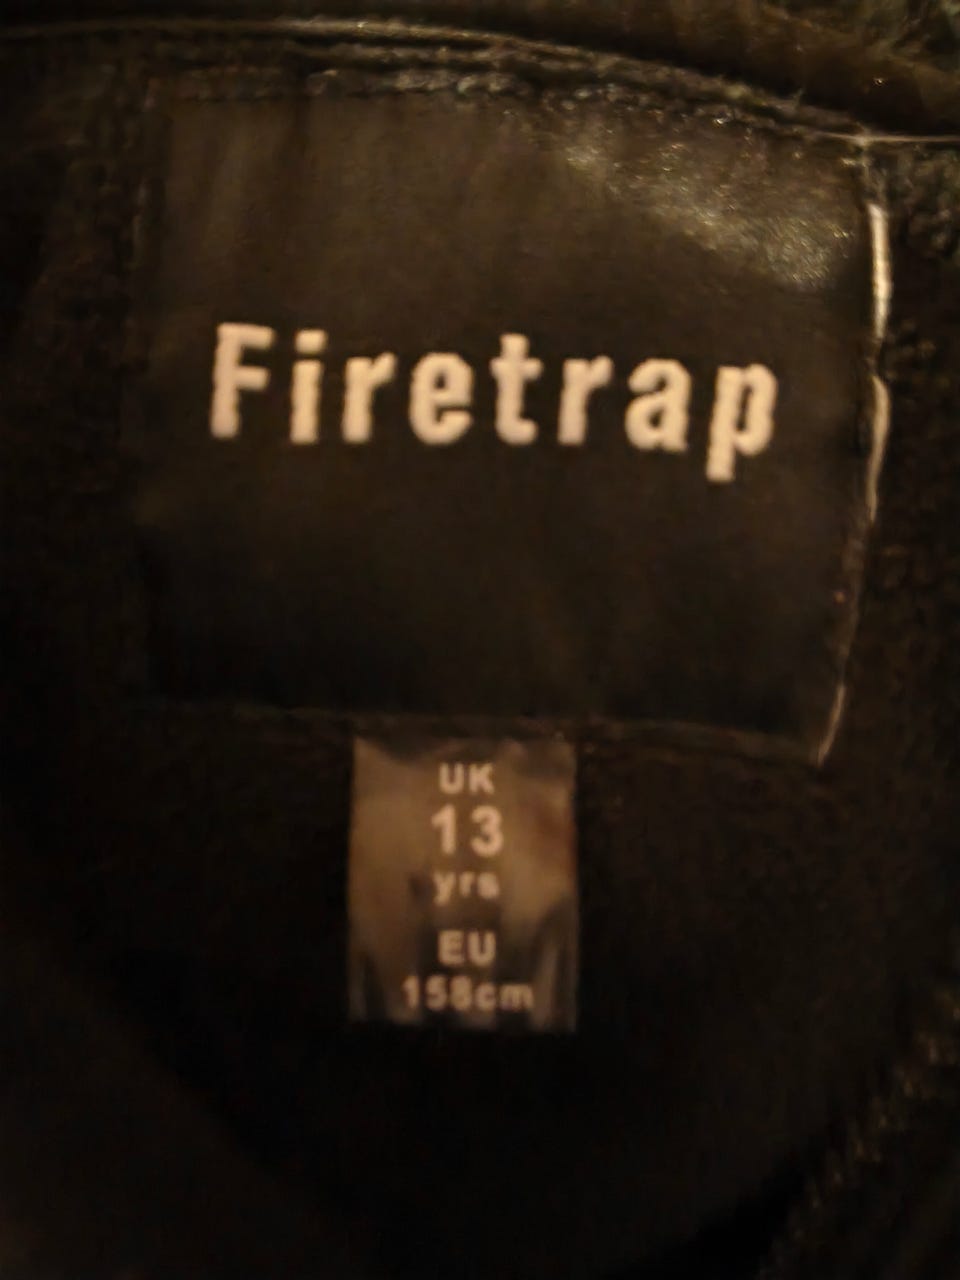 Firetrap
UK
13
yrs
EU
158cm